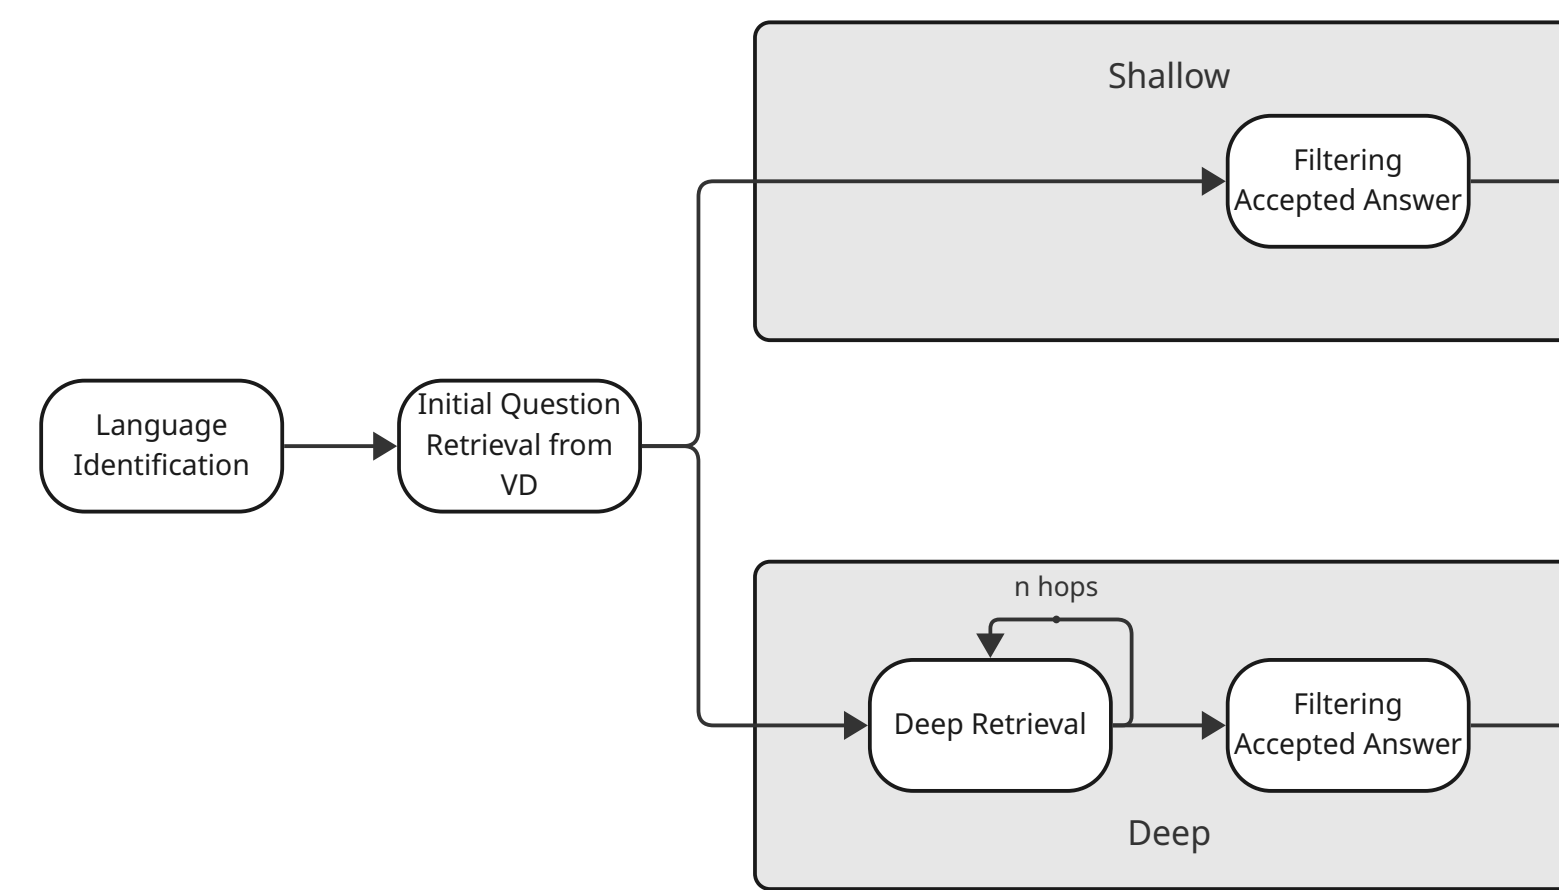 Shallow
Filtering
Accepted Answer
Language
Identification
Initial Question
Retrieval from
VD
n hops
Deep Retrieval
Filtering
Accepted Answer
Deep